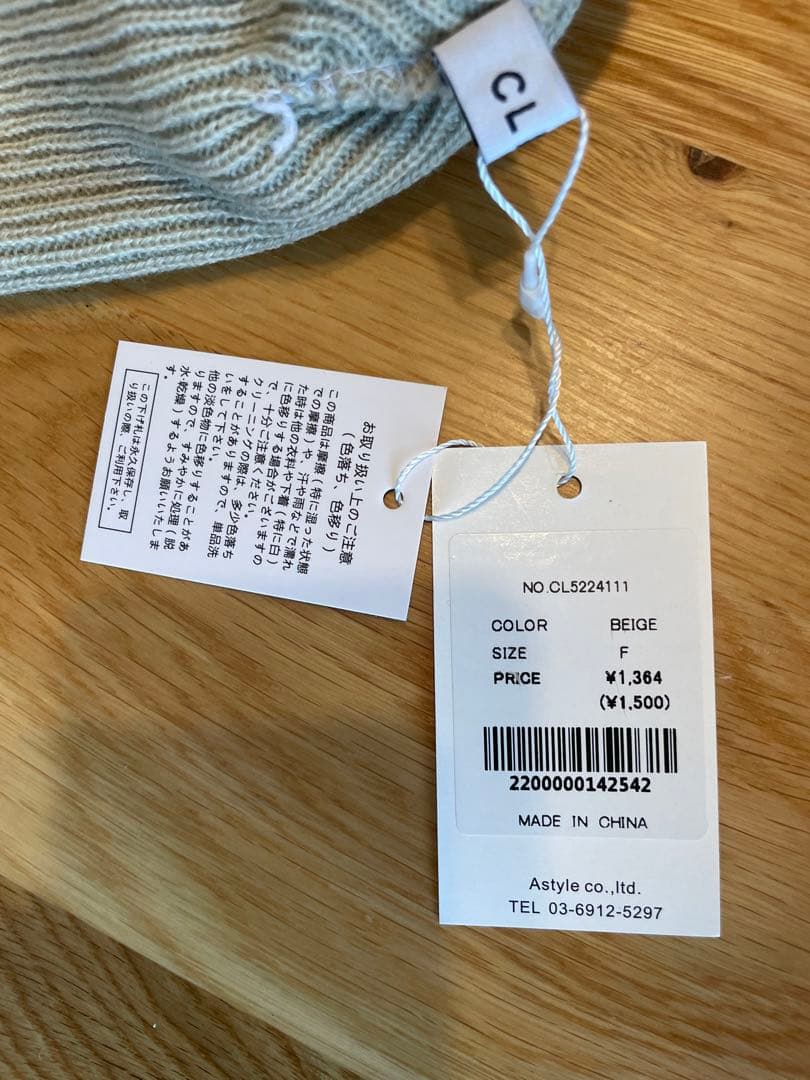 CL
お取り扱い上のご注意
(色落ち、色移り)
この商品は摩擦(特に湿った状態
での摩擦)や、汗や雨などで濡れ
た時は他の衣料や下着(特に白)
に色移りする場合がございますの
で、十分ご注意ください。
クリーニングの際は、多少色落ち
することがありますので、単品洗
いをして下さい。
他の淡色物に色移りすることがあ
りますので、すみやかに処理(脱
水・乾燥)するようお願いいたしま
す。
この下げ札は永久保存し、取
り扱いの際、ご利用下さい。
NO.CL5224111
COLOR BEIGE
SIZE F
PRICE ¥1,364
(¥1,500)
2200000142542
MADE IN CHINA
Astyle co.,ltd.
TEL 03-6912-5297